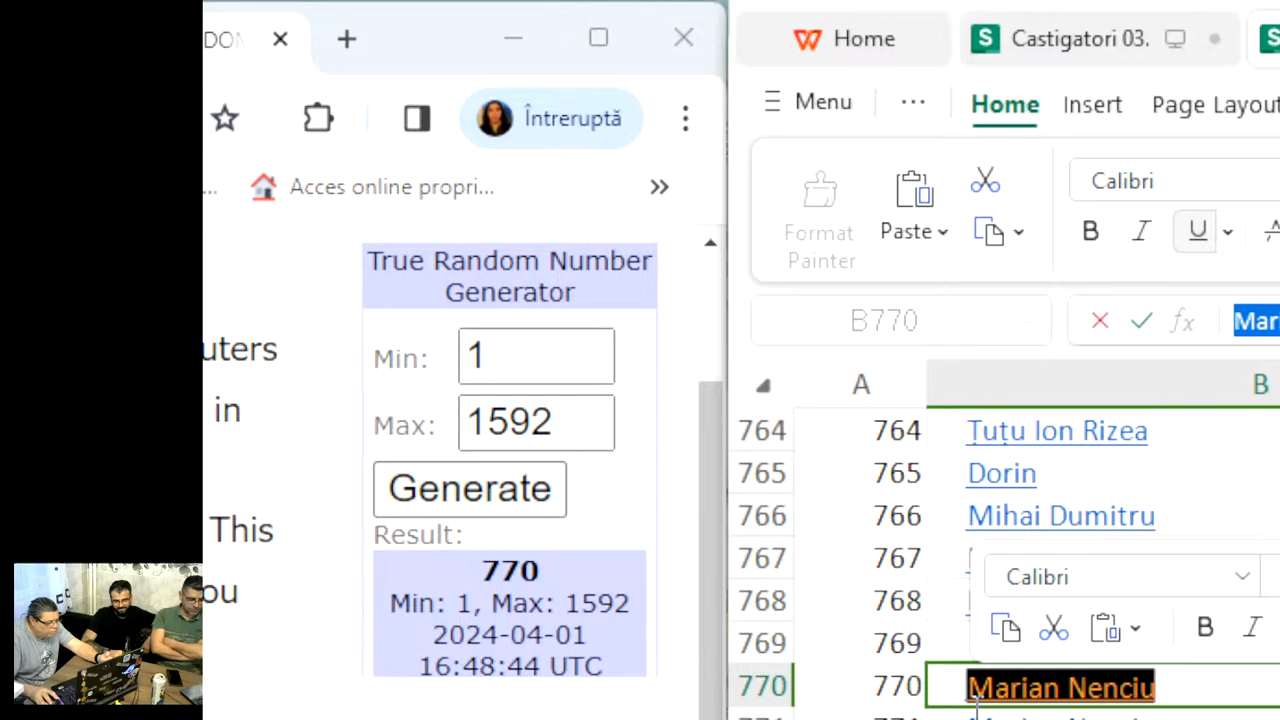 DOM
Întreruptă
...
Acces online propri...
»
uters
in
This
ou
True Random Number
Generator
Min: 1
Max: 1592
Generate
Result:
770
Min: 1, Max: 1592
2024-04-01
16:48:44 UTC
Home
S Castigatori 03.
S
Menu
...
Home Insert Page Layout
Format
Painter
Paste
Calibri
B I U A
B770
fx
Mari
A B
764 764 Țuțu Ion Rizea
765 765 Dorin
766 766 Mihai Dumitru
767 767
768 768
769 769
Calibri
B I
770 770 Marian Nenciu